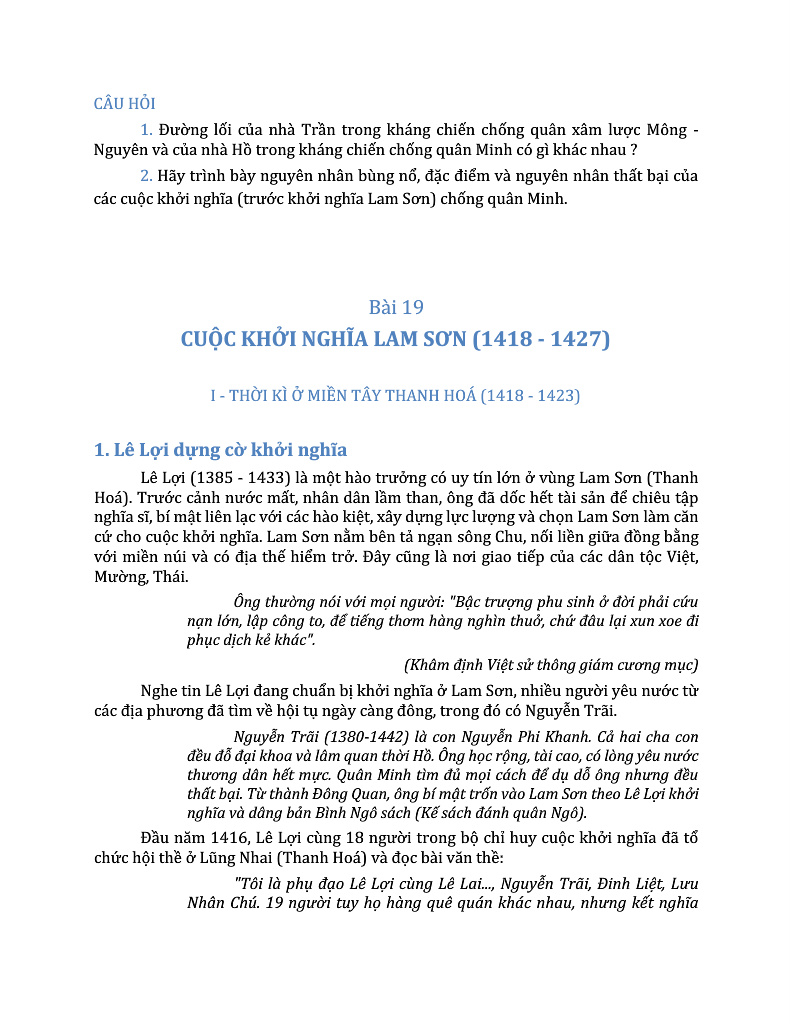 CÂU HỎI
1. Đường lối của nhà Trần trong kháng chiến chống quân xâm lược Mông -
Nguyên và của nhà Hồ trong kháng chiến chống quân Minh có gì khác nhau ?
2. Hãy trình bày nguyên nhân bùng nổ, đặc điểm và nguyên nhân thất bại của
các cuộc khởi nghĩa (trước khởi nghĩa Lam Sơn) chống quân Minh.
Bài 19
CUỘC KHỞI NGHĨA LAM SƠN (1418 - 1427)
I - THỜI KÌ Ở MIỀN TÂY THANH HOÁ (1418 - 1423)
1. Lê Lợi dựng cờ khởi nghĩa
Lê Lợi (1385 - 1433) là một hào trưởng có uy tín lớn ở vùng Lam Sơn (Thanh
Hoá). Trước cảnh nước mất, nhân dân lầm than, ông đã dốc hết tài sản để chiêu tập
nghĩa sĩ, bí mật liên lạc với các hào kiệt, xây dựng lực lượng và chọn Lam Sơn làm căn
cứ cho cuộc khởi nghĩa. Lam Sơn nằm bên tả ngạn sông Chu, nối liền giữa đồng bằng
với miền núi và có địa thế hiểm trở. Đây cũng là nơi giao tiếp của các dân tộc Việt,
Mường, Thái.
Ông thường nói với mọi người: "Bậc trượng phu sinh ở đời phải cứu
nạn lớn, lập công to, để tiếng thơm hàng nghìn thuở, chứ đâu lại xun xoe đi
phục dịch kẻ khác".
(Khâm định Việt sử thông giám cương mục)
Nghe tin Lê Lợi đang chuẩn bị khởi nghĩa ở Lam Sơn, nhiều người yêu nước từ
các địa phương đã tìm về hội tụ ngày càng đông, trong đó có Nguyễn Trãi.
Nguyễn Trãi (1380-1442) là con Nguyễn Phi Khanh. Cả hai cha con
đều đỗ đại khoa và làm quan thời Hồ. Ông học rộng, tài cao, có lòng yêu nước
thương dân hết mực. Quân Minh tìm đủ mọi cách để dụ dỗ ông nhưng đều
thất bại. Từ thành Đông Quan, ông bí mật trốn vào Lam Sơn theo Lê Lợi khởi
nghĩa và dâng bản Bình Ngô sách (Kế sách đánh quân Ngô).
Đầu năm 1416, Lê Lợi cùng 18 người trong bộ chỉ huy cuộc khởi nghĩa đã tổ
chức hội thề ở Lũng Nhai (Thanh Hoá) và đọc bài văn thề:
"Tôi là phụ đạo Lê Lợi cùng Lê Lai..., Nguyễn Trãi, Đinh Liệt, Lưu
Nhân Chú. 19 người tuy họ hàng quê quán khác nhau, nhưng kết nghĩa